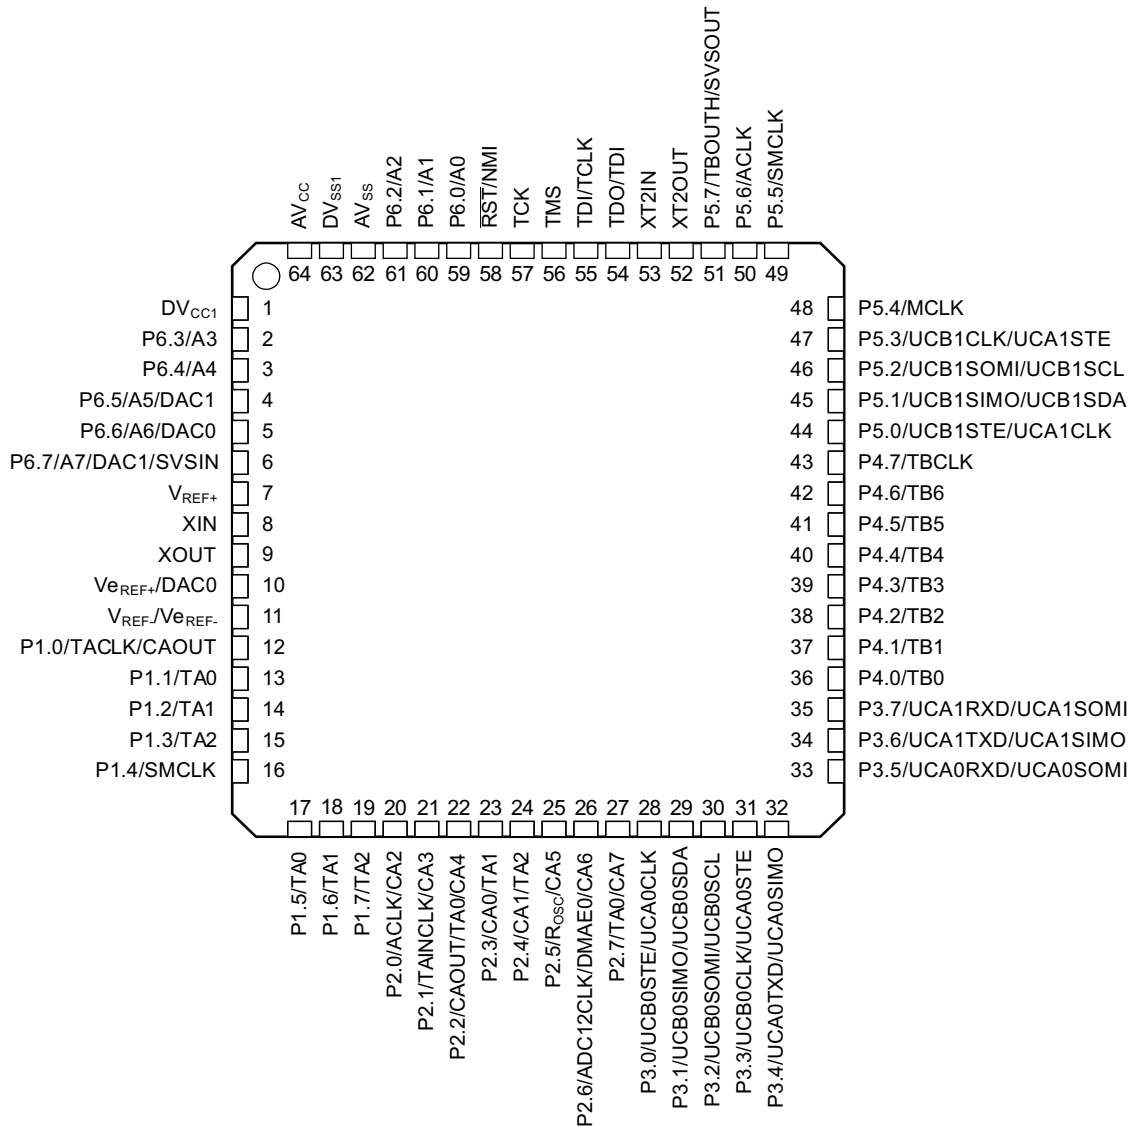 AVCC
DVSS1
AVSS
P6.2/A2
P6.1/A1
P6.0/A0
RST/NMI
TCK
TMS
TDI/TCLK
TDO/TDI
XT2IN
XT2OUT
P5.7/TBOUTH/SVSOUT
P5.6/ACLK
P5.5/SMCLK
64 63 62 61 60 59 58 57 56 55 54 53 52 51 50 49
DVCC1 1
P6.3/A3 2
P6.4/A4 3
P6.5/A5/DAC1 4
P6.6/A6/DAC0 5
P6.7/A7/DAC1/SVSIN 6
VREF+ 7
XIN 8
XOUT 9
VeREF+/DAC0 10
VREF-/VeREF- 11
P1.0/TACLK/CAOUT 12
P1.1/TA0 13
P1.2/TA1 14
P1.3/TA2 15
P1.4/SMCLK 16
48 P5.4/MCLK
47 P5.3/UCB1CLK/UCA1STE
46 P5.2/UCB1SOMI/UCB1SCL
45 P5.1/UCB1SIMO/UCB1SDA
44 P5.0/UCB1STE/UCA1CLK
43 P4.7/TBCLK
42 P4.6/TB6
41 P4.5/TB5
40 P4.4/TB4
39 P4.3/TB3
38 P4.2/TB2
37 P4.1/TB1
36 P4.0/TB0
35 P3.7/UCA1RXD/UCA1SOMI
34 P3.6/UCA1TXD/UCA1SIMO
33 P3.5/UCA0RXD/UCA0SOMI
17 18 19 20 21 22 23 24 25 26 27 28 29 30 31 32
P1.5/TA0
P1.6/TA1
P1.7/TA2
P2.0/ACLK/CA2
P2.1/TAINCLK/CA3
P2.2/CAOUT/TA0/CA4
P2.3/CA0/TA1
P2.4/CA1/TA2
P2.5/ROSC/CA5
P2.6/ADC12CLK/DMAE0/CA6
P2.7/TA0/CA7
P3.0/UCB0STE/UCA0CLK
P3.1/UCB0SIMO/UCB0SDA
P3.2/UCB0SOMI/UCB0SCL
P3.3/UCB0CLK/UCA0STE
P3.4/UCA0TXD/UCA0SIMO